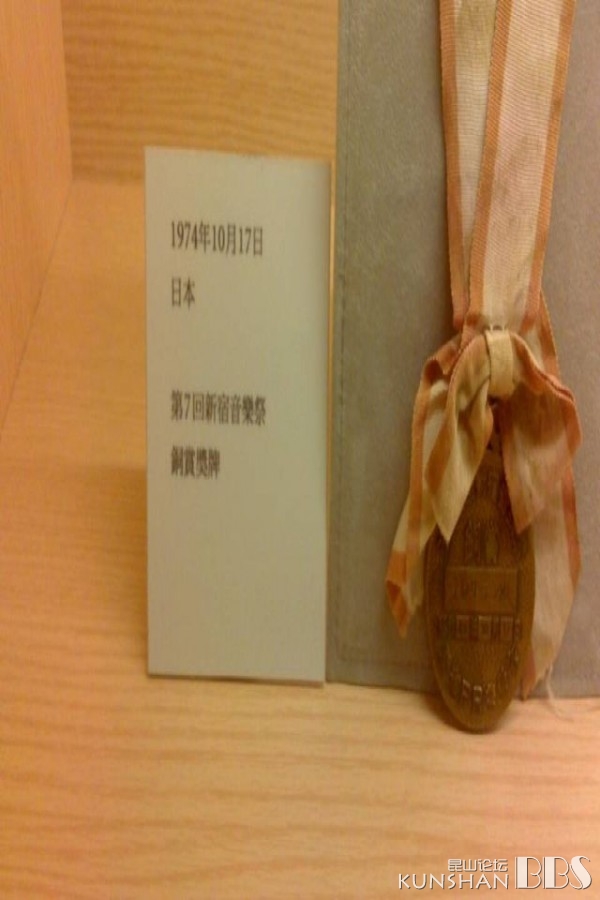 1974年10月17日
日本
第7回新宿音樂祭
銅賞獎牌
昆山论坛
KUNSHAN BBS